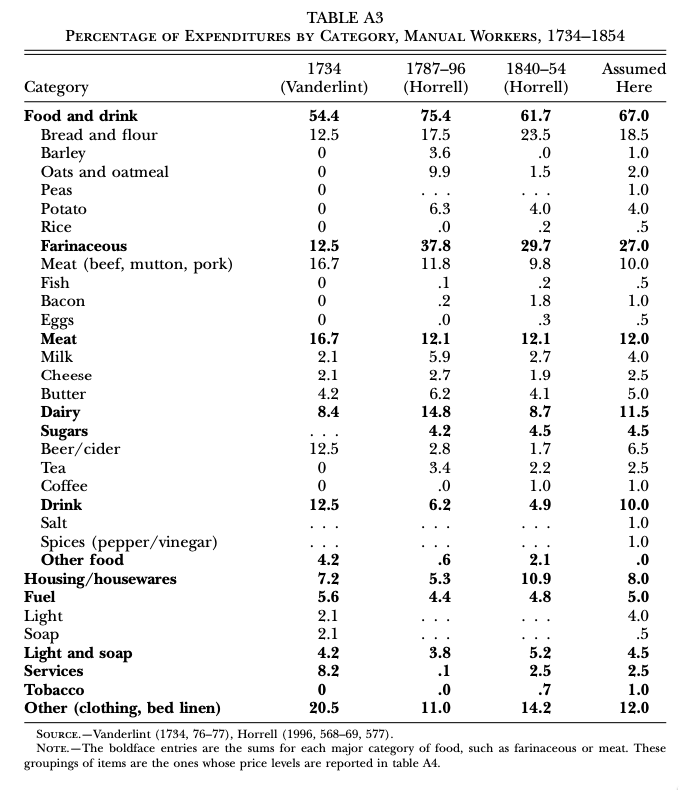 TABLE A3
Percentage of Expenditures by Category, Manual Workers, 1734–1854
Category 1734 (Vanderlint) 1787–96 (Horrell) 1840–54 (Horrell) Assumed Here
Food and drink 54.4 75.4 61.7 67.0
Bread and flour 12.5 17.5 23.5 18.5
Barley 0 3.6 .0 1.0
Oats and oatmeal 0 9.9 1.5 2.0
Peas 0 . . . . . . 1.0
Potato 0 6.3 4.0 4.0
Rice 0 .0 .2 .5
Farinaceous 12.5 37.8 29.7 27.0
Meat (beef, mutton, pork) 16.7 11.8 9.8 10.0
Fish 0 .1 .2 .5
Bacon 0 .2 1.8 1.0
Eggs 0 .0 .3 .5
Meat 16.7 12.1 12.1 12.0
Milk 2.1 5.9 2.7 4.0
Cheese 2.1 2.7 1.9 2.5
Butter 4.2 6.2 4.1 5.0
Dairy 8.4 14.8 8.7 11.5
Sugars . . . 4.2 4.5 4.5
Beer/cider 12.5 2.8 1.7 6.5
Tea 0 3.4 2.2 2.5
Coffee 0 .0 1.0 1.0
Drink 12.5 6.2 4.9 10.0
Salt . . . . . . . . . 1.0
Spices (pepper/vinegar) . . . . . . . . . 1.0
Other food 4.2 .6 2.1 .0
Housing/housewares 7.2 5.3 10.9 8.0
Fuel 5.6 4.4 4.8 5.0
Light 2.1 . . . . . . 4.0
Soap 2.1 . . . . . . .5
Light and soap 4.2 3.8 5.2 4.5
Services 8.2 .1 2.5 2.5
Tobacco 0 .0 .7 1.0
Other (clothing, bed linen) 20.5 11.0 14.2 12.0
Source.—Vanderlint (1734, 76–77), Horrell (1996, 568–69, 577).
Note.—The boldface entries are the sums for each major category of food, such as farinaceous or meat. These
groupings of items are the ones whose price levels are reported in table A4.